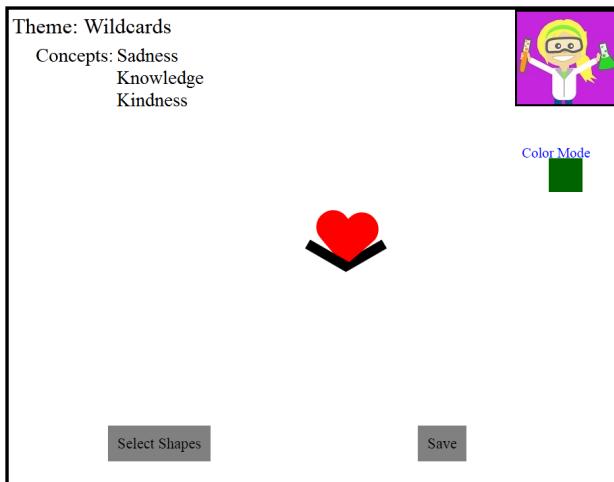 Theme: Wildcards
Concepts: Sadness
Knowledge
Kindness
Color Mode
Select Shapes
Save